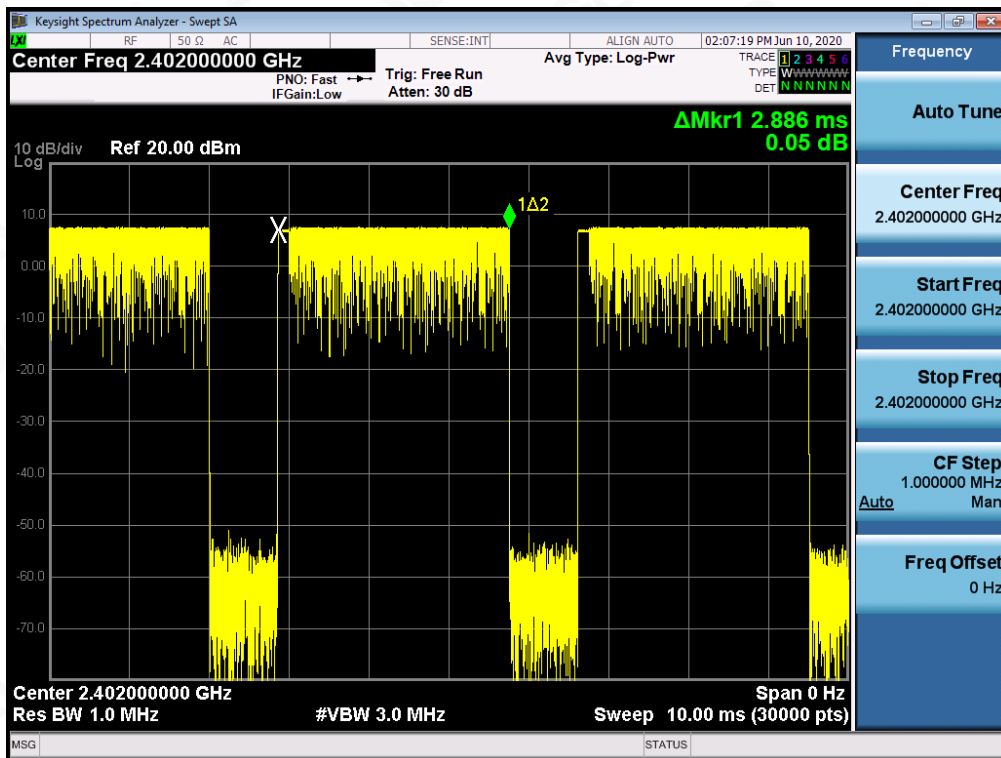 Keysight Spectrum Analyzer - Swept SA
LXI RF 50 Ω AC SENSE:INT ALIGN AUTO 02:07:19 PM Jun 10, 2020
Center Freq 2.402000000 GHz
PNO: Fast
IFGain:Low
Trig: Free Run
Atten: 30 dB
Avg Type: Log-Pwr
TRACE 1 2 3 4 5 6
TYPE W
DET N N N N N N
ΔMkr1 2.886 ms
0.05 dB
10 dB/div Ref 20.00 dBm
Log
1Δ2
10.0
0.00
-10.0
-20.0
-30.0
-40.0
-50.0
-60.0
-70.0
Center 2.402000000 GHz Span 0 Hz
Res BW 1.0 MHz #VBW 3.0 MHz Sweep 10.00 ms (30000 pts)
MSG STATUS
Frequency
Auto Tune
Center Freq
2.402000000 GHz
Start Freq
2.402000000 GHz
Stop Freq
2.402000000 GHz
CF Step
1.000000 MHz
Auto Man
Freq Offset
0 Hz